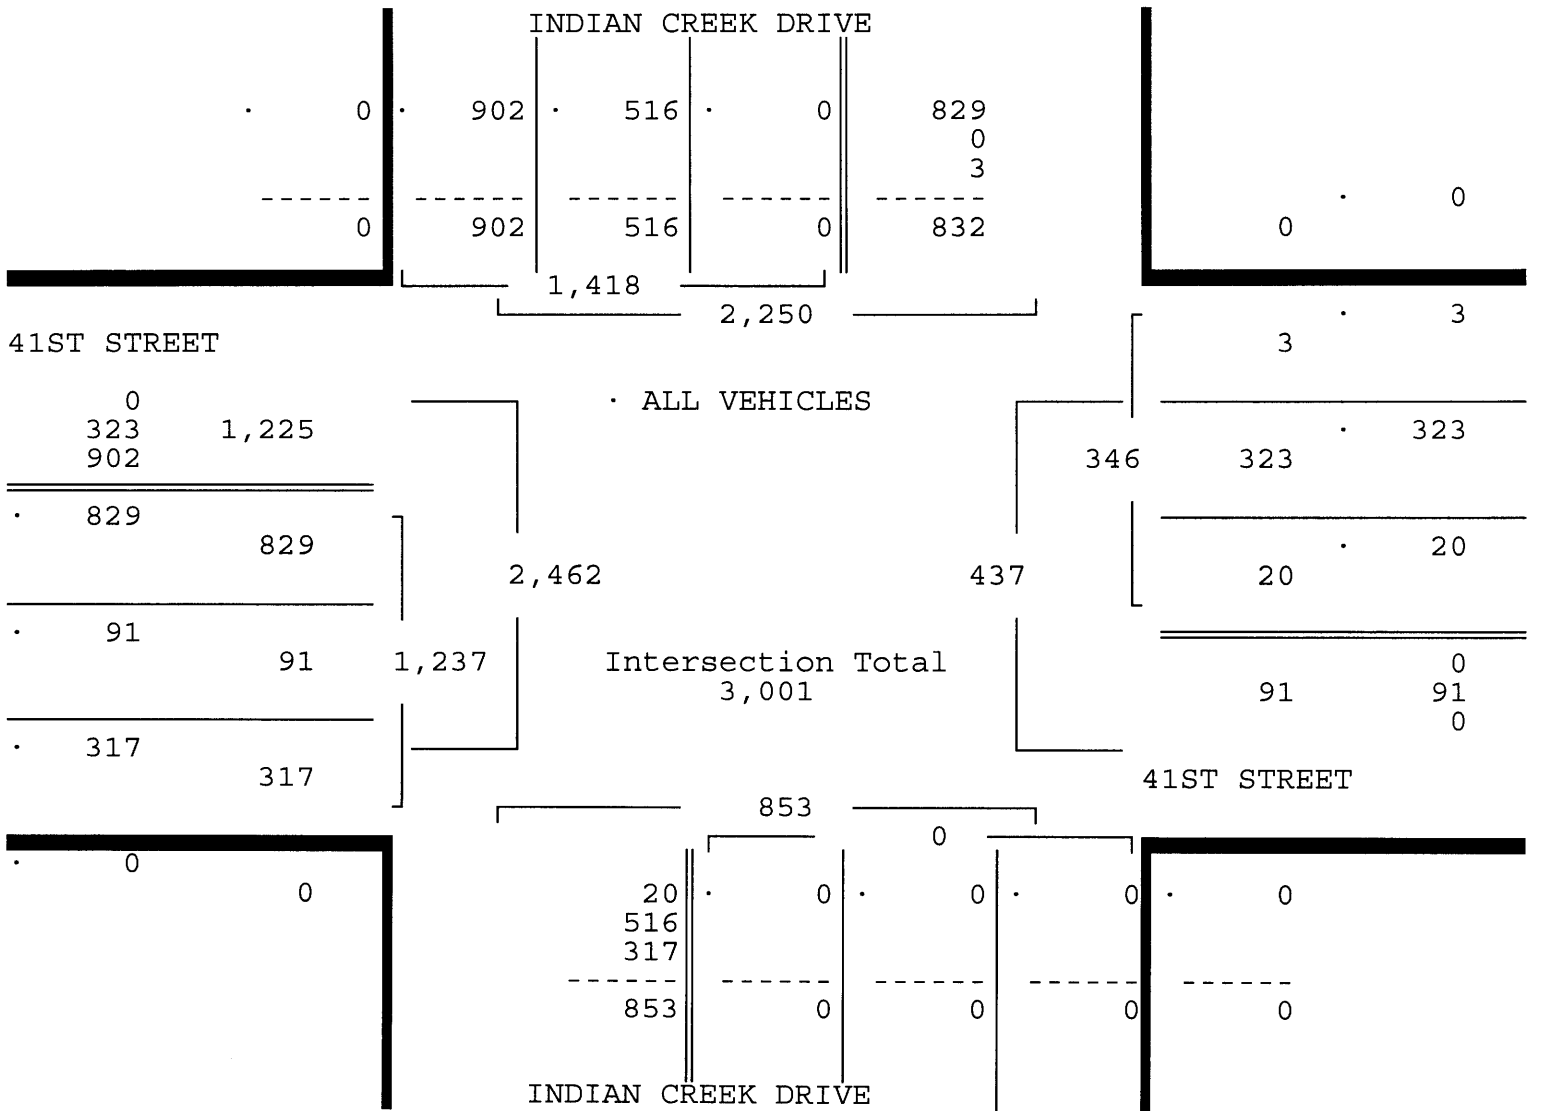 INDIAN CREEK DRIVE
· 0 · 902 · 516 · 0 829
0
3
------ ------ ------ ------ ------
· 0
0 902 516 0 832 0
1,418
2,250 · 3
41ST STREET 3
0 · ALL VEHICLES
323 1,225 · 323
902 346 323
· 829
829 · 20
2,462 437 20
· 91
91 1,237 Intersection Total 0
3,001 91 91
0
· 317
317 41ST STREET
853
0
· 0
0 20 · 0 · 0 · 0 · 0
516
317
------ ------ ------ ------ ------
853 0 0 0 0
INDIAN CREEK DRIVE